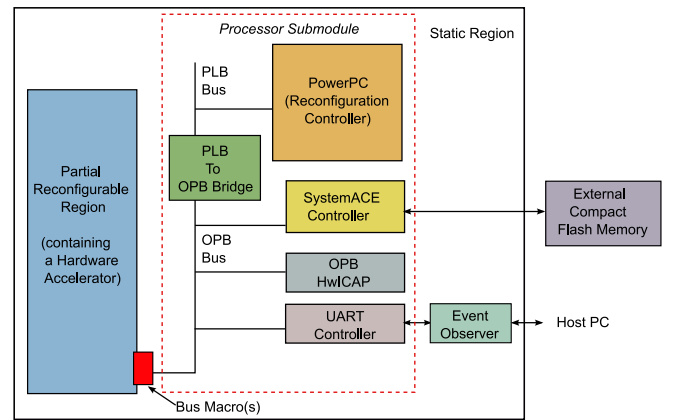 Processor Submodule
Static Region
PLB
Bus
PowerPC
(Reconfiguration
Controller)
PLB
To
OPB Bridge
Partial
Reconfigurable
Region
(containing
a Hardware
Accelerator)
SystemACE
Controller
External
Compact
Flash Memory
OPB
Bus
OPB
HwICAP
UART
Controller
Event
Observer
Host PC
Bus Macro(s)